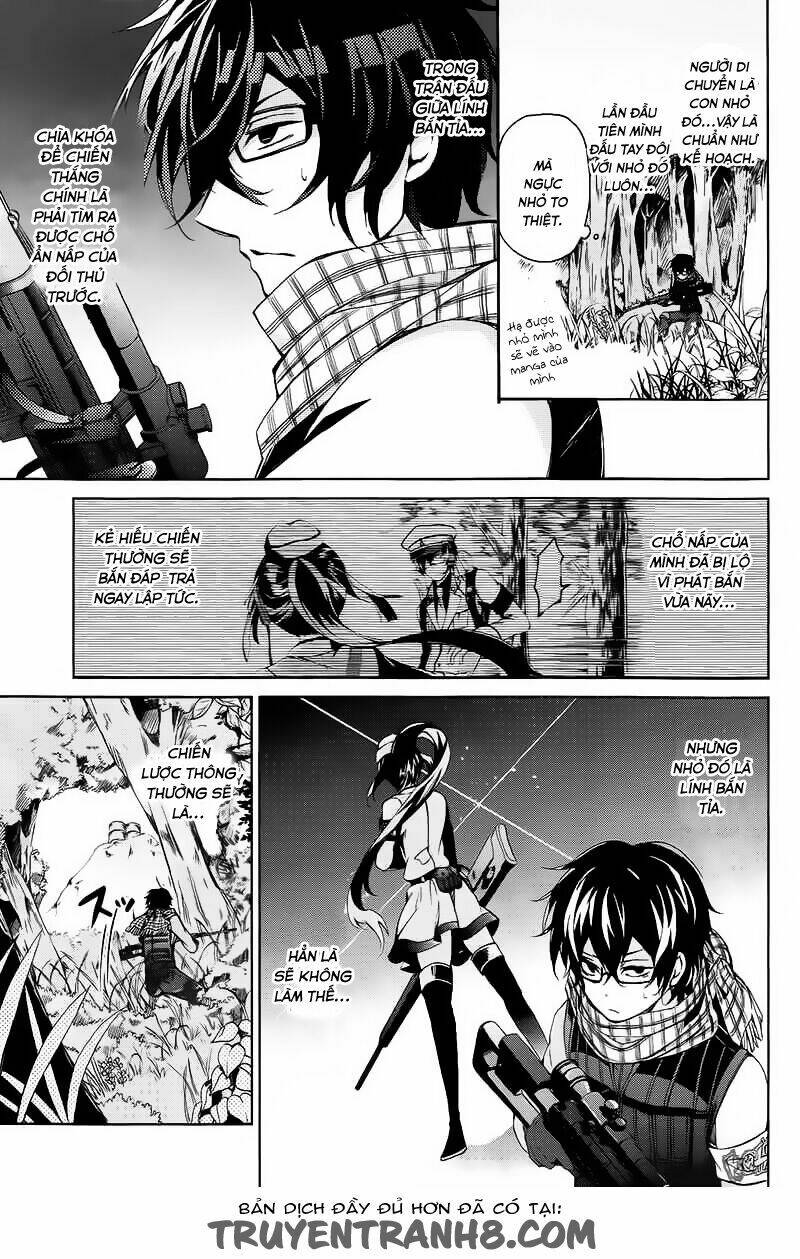 NGƯỜI DI
CHUYỂN LÀ
CON NHỎ
ĐÓ...VẬY LÀ
CHUẨN NHƯ
KẾ HOẠCH.
LẦN ĐẦU
TIÊN MÌNH
ĐẤU TAY ĐÔI
VỚI NHỎ ĐÓ
LUÔN...
MÀ
NGỰC
NHỎ TO
THIỆT.
Hạ được
nhỏ mình
sẽ vẽ vào
manga của
mình
TRONG
TRẬN ĐẤU
GIỮA LÍNH
BẮN TỈA...
CHÌA KHÓA
ĐỂ CHIẾN
THẮNG
CHÍNH LÀ
PHẢI TÌM RA
ĐƯỢC CHỖ
ẨN NẤP CỦA
ĐỐI THỦ
TRƯỚC.
CHỖ NẤP CỦA
MÌNH ĐÃ BỊ LỘ
VÌ PHÁT BẮN
VỪA NÃY...
KẺ HIẾU CHIẾN
THƯỜNG SẼ
BẮN ĐÁP TRẢ
NGAY LẬP TỨC.
NHƯNG
NHỎ ĐÓ LÀ
LÍNH BẮN
TỈA.
HẲN LÀ
SẼ KHÔNG
LÀM THẾ...
CHIẾN
LƯỢC THÔNG
THƯỜNG SẼ
LÀ...
BẢN DỊCH ĐẦY ĐỦ HƠN ĐÃ CÓ TẠI:
TRUYENTRANH8.COM